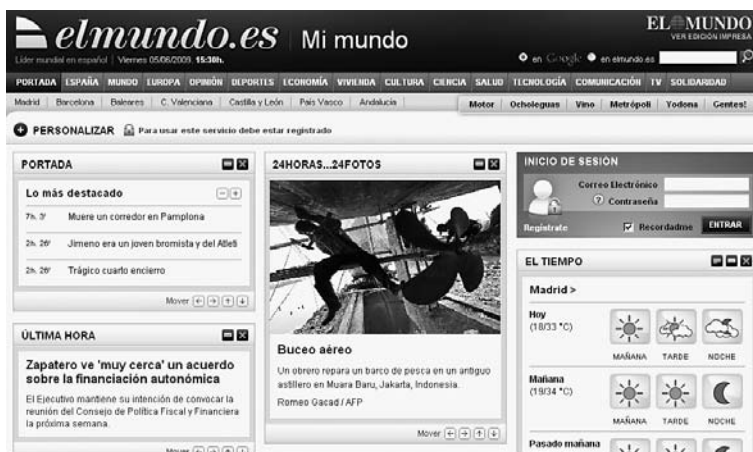 elmundo.es
Mi mundo
EL MUNDO
VER EDICIÓN IMPRESA
Líder mundial en español | Viernes 05/06/2009, 15:38h.
en Google en elmundo.es
PORTADA ESPAÑA MUNDO EUROPA OPINIÓN DEPORTES ECONOMÍA VIVIENDA CULTURA CIENCIA SALUD TECNOLOGÍA COMUNICACIÓN TV SOLIDARIDAD
Madrid | Barcelona | Baleares | C. Valenciana | Castilla y León | País Vasco | Andalucía
Motor | Ocholeguas | Vino | Metrópoli | Yodona | Gentes!
PERSONALIZAR Para usar este servicio debe estar registrado
PORTADA
Lo más destacado
7h. 3' Muere un corredor en Pamplona
2h. 26' Jimeno era un joven bromista y del Atleti
2h. 26' Trágico cuarto encierro
Mover
ÚLTIMA HORA
Zapatero ve 'muy cerca' un acuerdo
sobre la financiación autonómica
El Ejecutivo mantiene su intención de convocar la
reunión del Consejo de Política Fiscal y Financiera
la próxima semana.
Mover
24HORAS...24FOTOS
Buceo aéreo
Un obrero repara un barco de pesca en un antiguo
astillero en Muara Baru, Jakarta, Indonesia.
Romeo Gacad / AFP
Mover
INICIO DE SESIÓN
Correo Electrónico
Contraseña
Regístrate Recordadme ENTRAR
EL TIEMPO
Madrid >
Hoy
(18/33 °C)
MAÑANA TARDE NOCHE
Mañana
(19/34 °C)
MAÑANA TARDE NOCHE
Pasado mañana